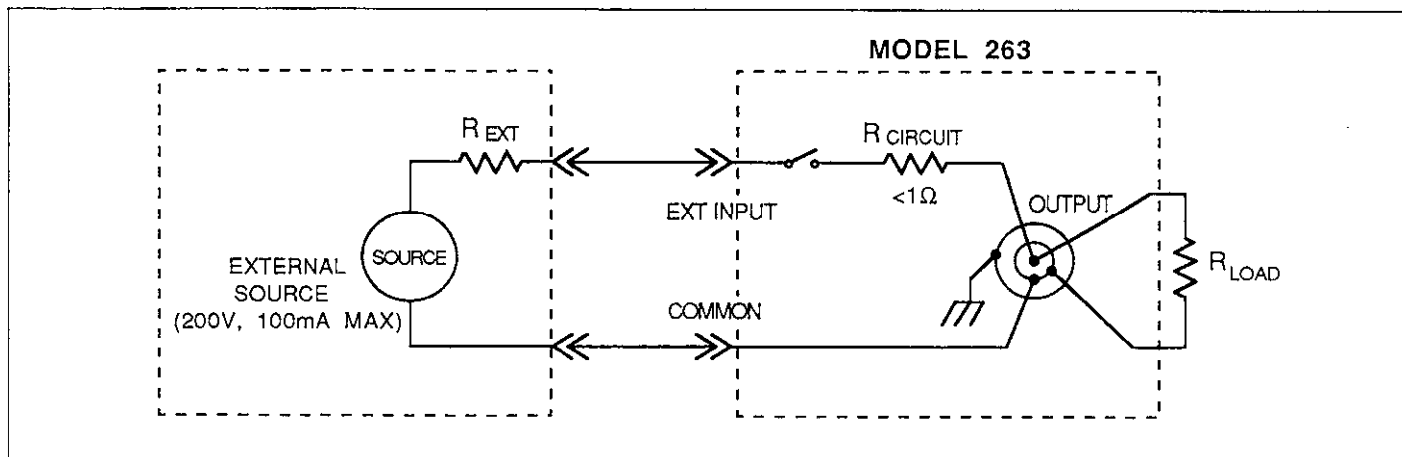 MODEL 263
R EXT
R CIRCUIT
<1Ω
EXT INPUT
OUTPUT
SOURCE
EXTERNAL
SOURCE
(200V, 100mA MAX)
COMMON
R LOAD